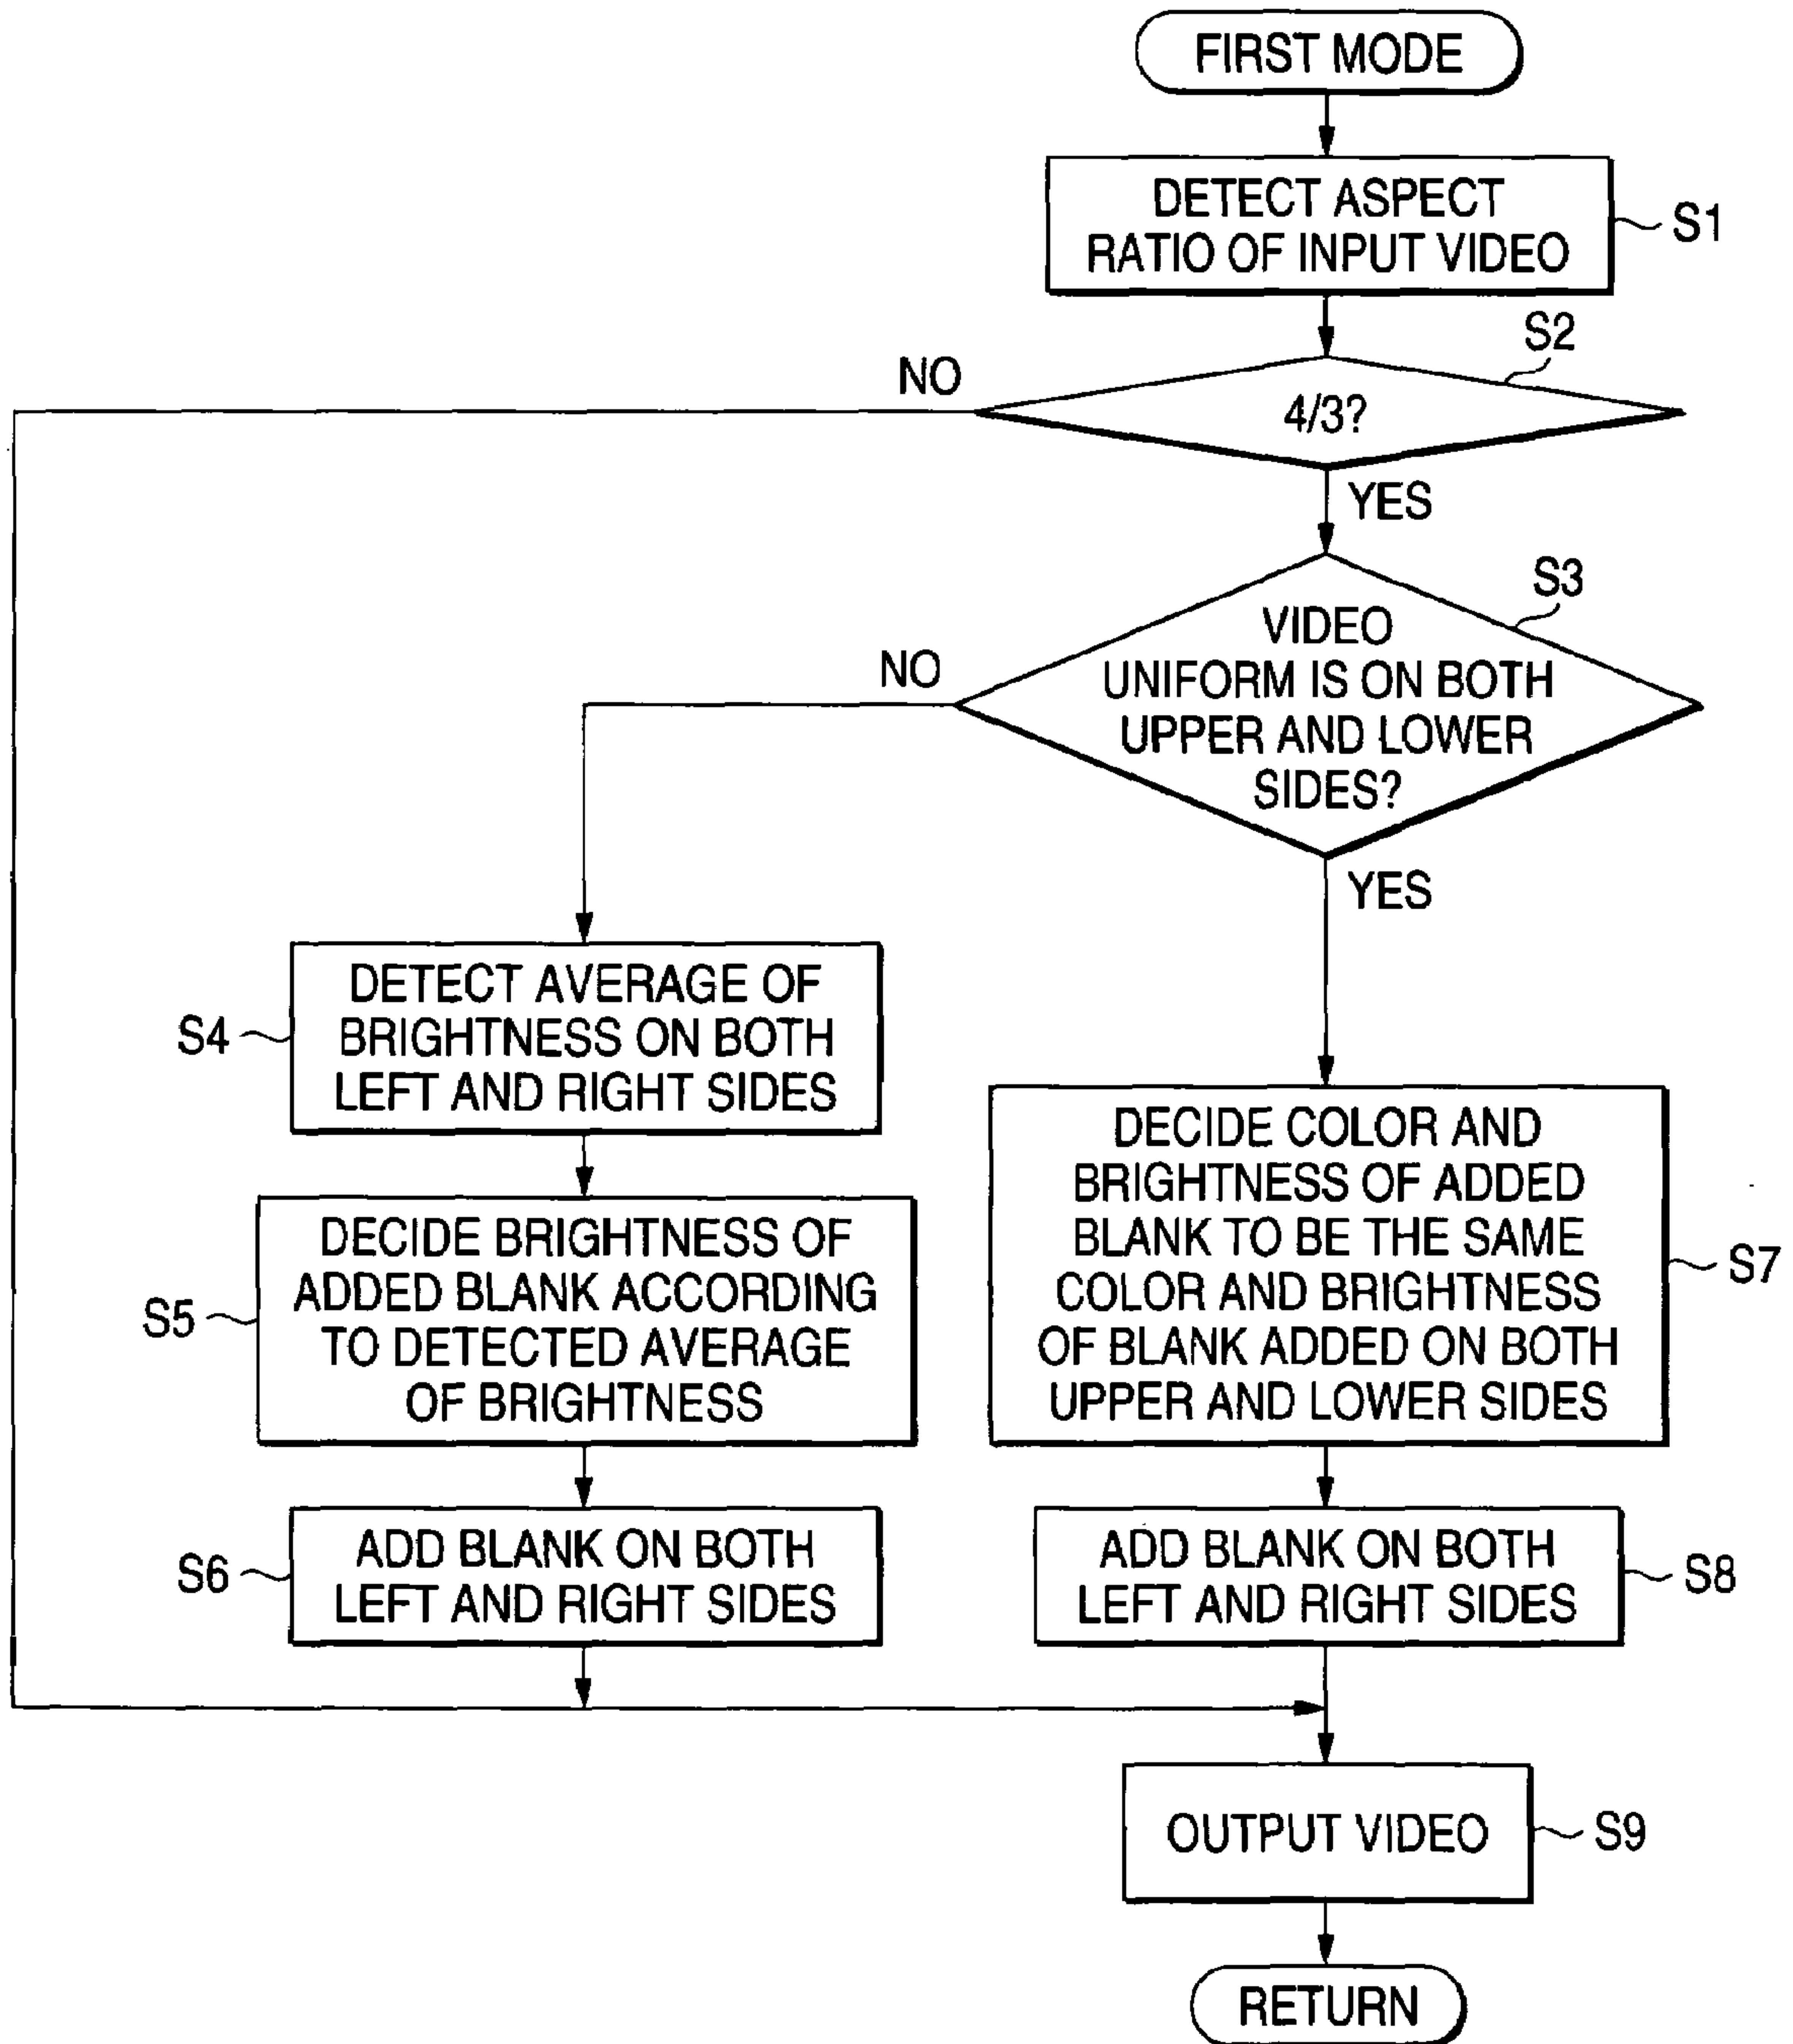 FIRST MODE
DETECT ASPECT
RATIO OF INPUT VIDEO
S1
S2
NO
4/3?
YES
S3
VIDEO
UNIFORM IS ON BOTH
UPPER AND LOWER
SIDES?
NO
YES
S4
DETECT AVERAGE OF
BRIGHTNESS ON BOTH
LEFT AND RIGHT SIDES
S5
DECIDE BRIGHTNESS OF
ADDED BLANK ACCORDING
TO DETECTED AVERAGE
OF BRIGHTNESS
S6
ADD BLANK ON BOTH
LEFT AND RIGHT SIDES
DECIDE COLOR AND
BRIGHTNESS OF ADDED
BLANK TO BE THE SAME
COLOR AND BRIGHTNESS
OF BLANK ADDED ON BOTH
UPPER AND LOWER SIDES
S7
ADD BLANK ON BOTH
LEFT AND RIGHT SIDES
S8
OUTPUT VIDEO
S9
RETURN